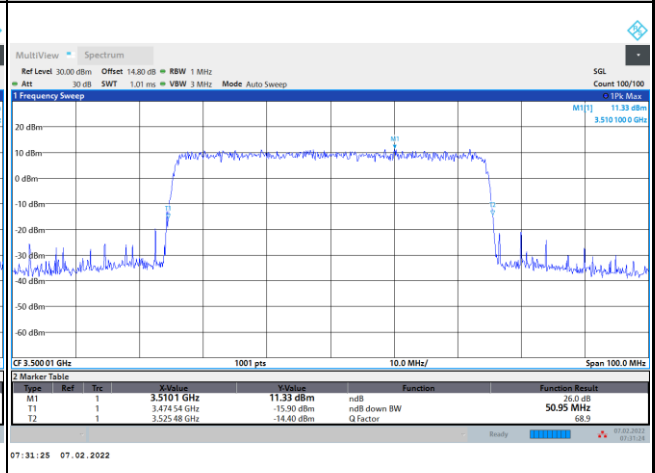 MultiView Spectrum
Ref Level 30.00 dBm Offset 14.80 dB RBW 1 MHz SGL
Att 30 dB SWT 1.01 ms VBW 3 MHz Mode Auto Sweep Count 100/100
1 Frequency Sweep 1Pk Max
M1[1] 11.33 dBm
3.510 100 0 GHz
20 dBm
M1
10 dBm
0 dBm
-10 dBm
T1 T2
-20 dBm
-30 dBm
-40 dBm
-50 dBm
-60 dBm
CF 3.500 01 GHz 1001 pts 10.0 MHz/ Span 100.0 MHz
2 Marker Table
Type Ref Trc X-Value Y-Value Function Function Result
M1 1 3.5101 GHz 11.33 dBm ndB 26.0 dB
T1 1 3.474 54 GHz -15.90 dBm ndB down BW 50.95 MHz
T2 1 3.525 48 GHz -14.40 dBm Q Factor 68.9
Ready 07.02.2022
07:31:24
07:31:25 07.02.2022